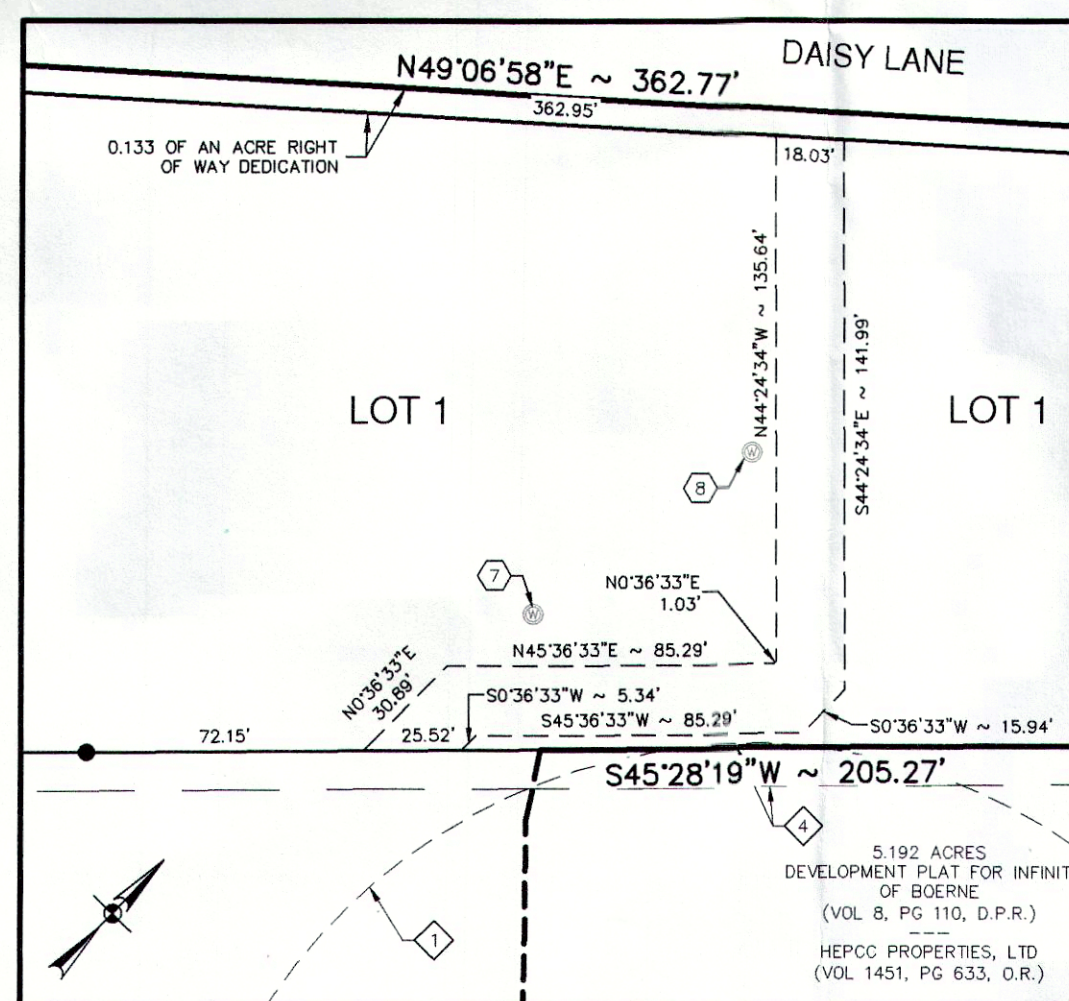 DAISY LANE
N49°06'58"E ~ 362.77'
362.95'
0.133 OF AN ACRE RIGHT
OF WAY DEDICATION
18.03'
N44°24'34"W ~ 135.64'
S44°24'34"E ~ 141.99'
LOT 1
LOT 1
W
8
7
W
N0°36'33"E
1.03'
N45°36'33"E ~ 85.29'
N0°36'33"E
30.89'
S0°36'33"W ~ 5.34'
S45°36'33"W ~ 85.29'
S0°36'33"W ~ 15.94'
72.15'
25.52'
S45°28'19"W ~ 205.27'
4
5.192 ACRES
DEVELOPMENT PLAT FOR INFINIT
OF BOERNE
(VOL 8, PG 110, D.P.R.)
HEPCC PROPERTIES, LTD
(VOL 1451, PG 633, O.R.)
1